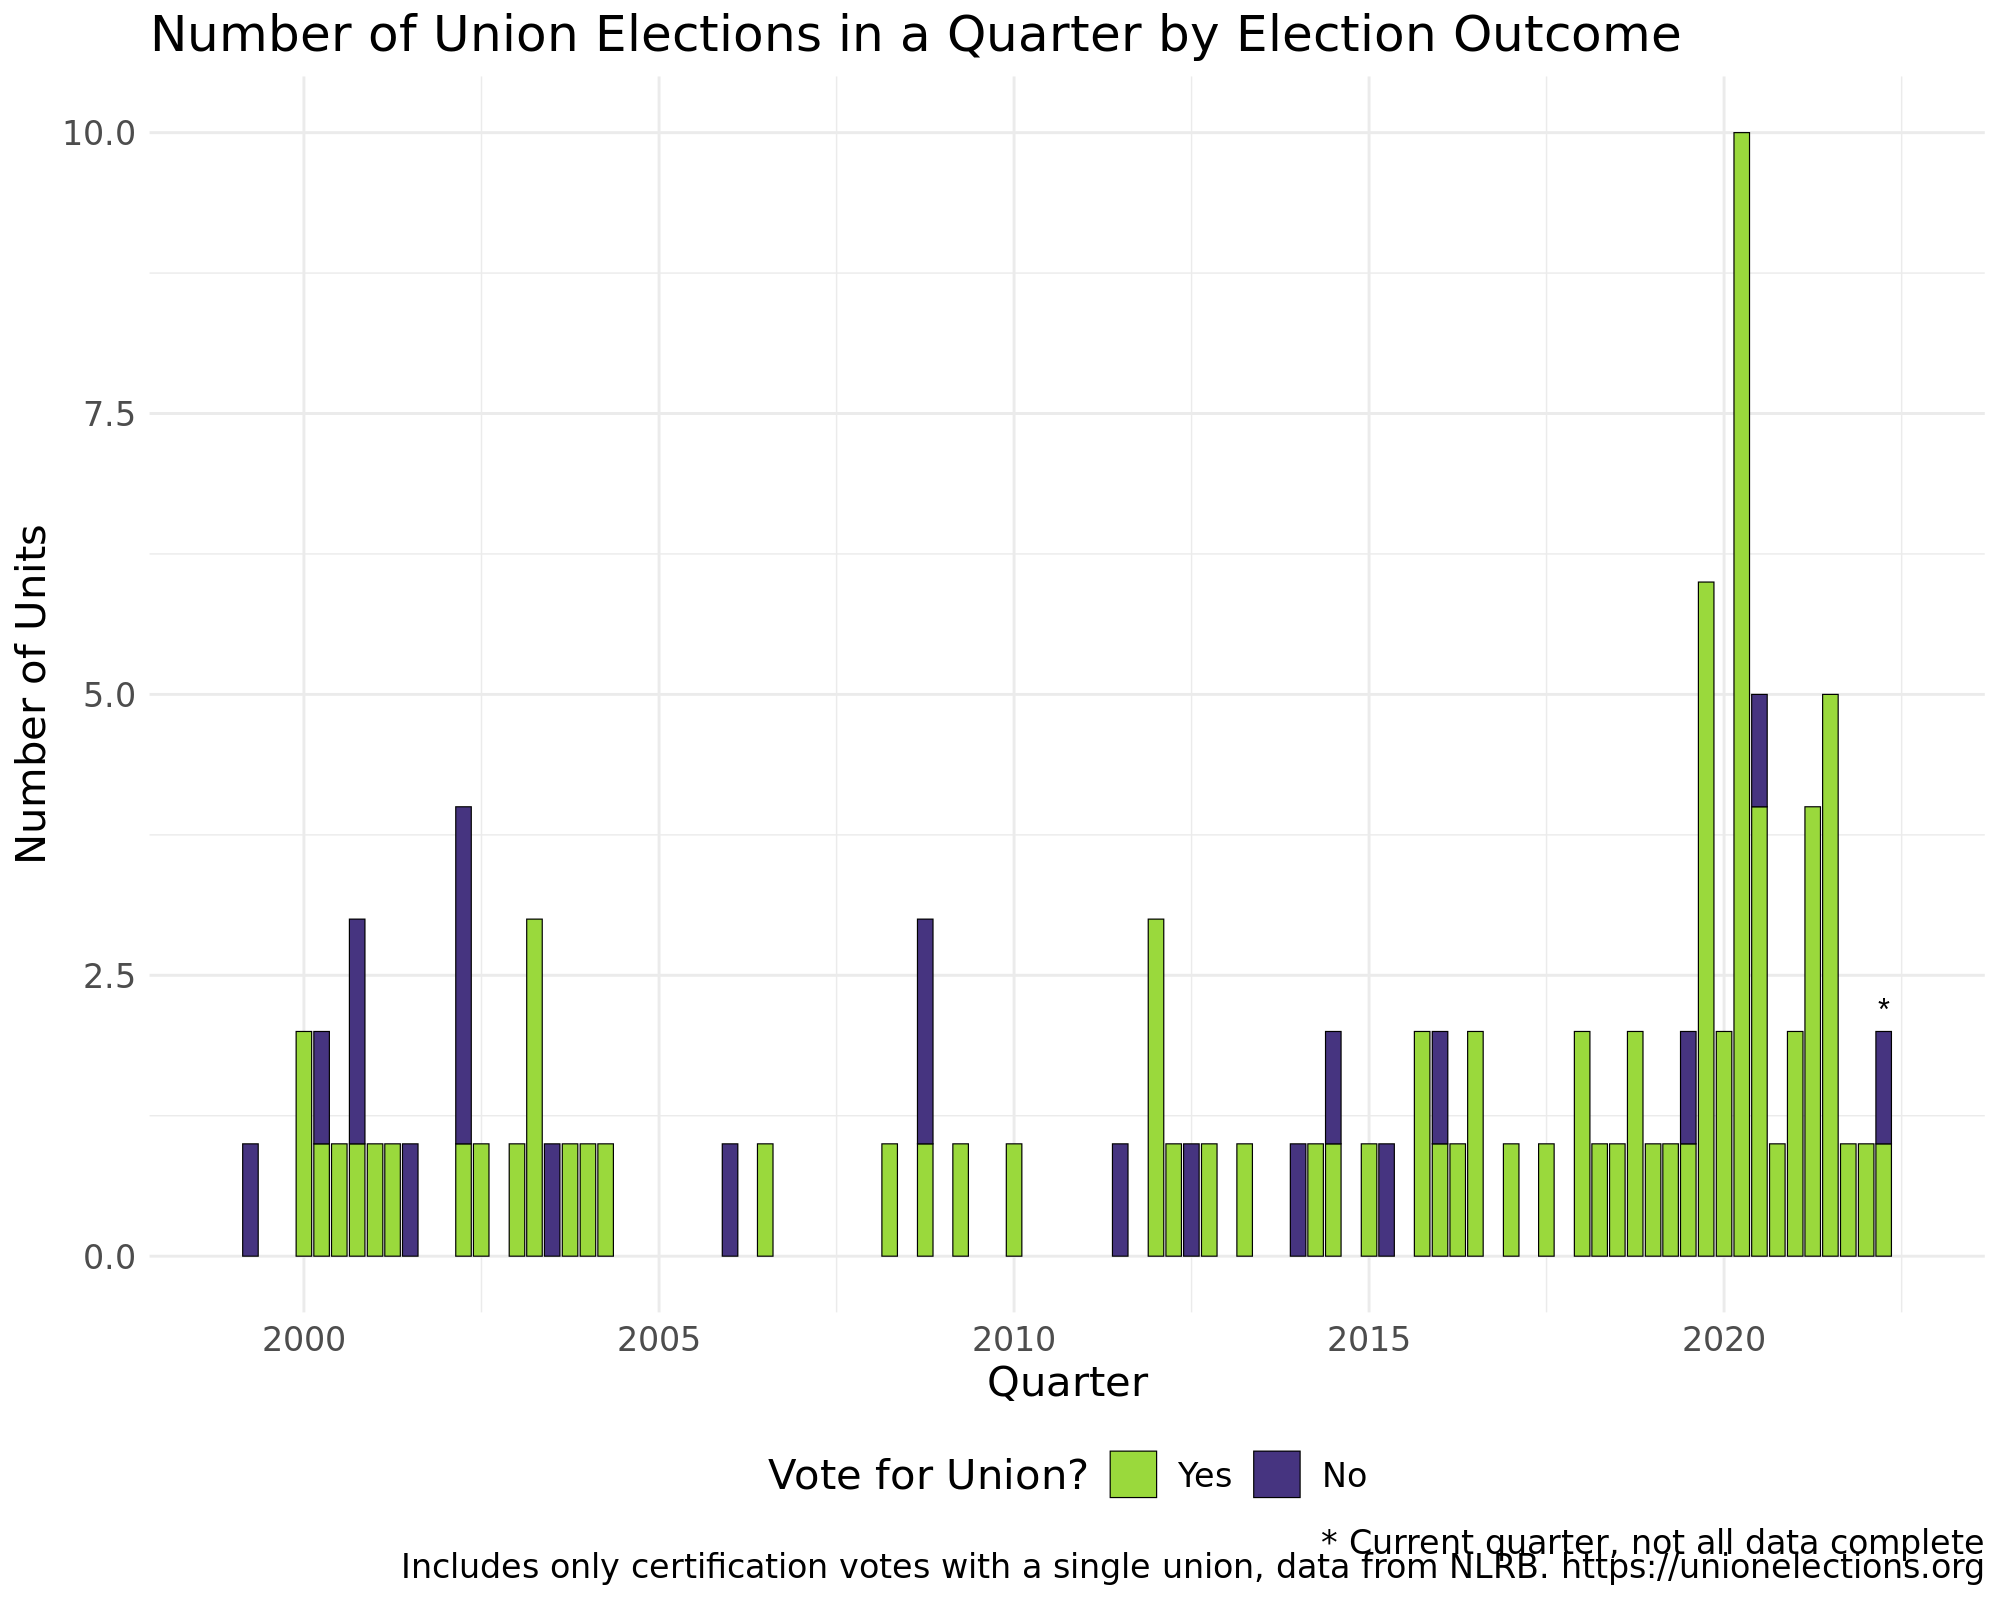 Number of Union Elections in a Quarter by Election Outcome
Number of Units
10.0
7.5
5.0
2.5
0.0
*
2000 2005 2010 2015 2020
Quarter
Vote for Union? Yes No
* Current quarter, not all data complete
Includes only certification votes with a single union, data from NLRB. https://unionelections.org